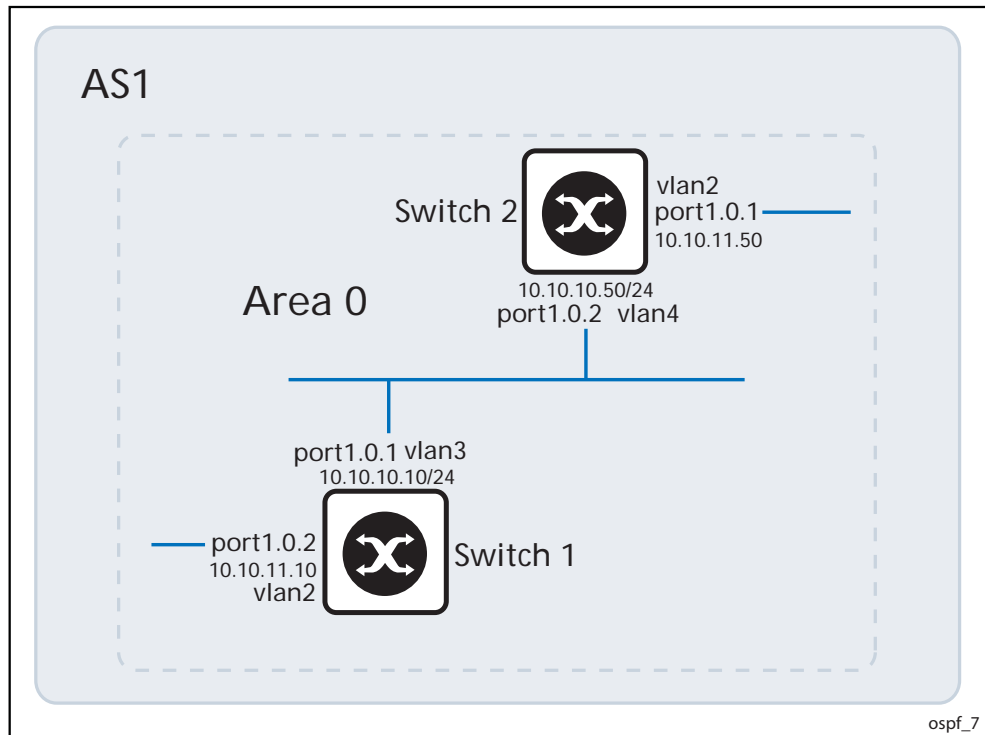 AS1
Area 0
Switch 2
vlan2
port1.0.1
10.10.11.50
10.10.10.50/24
port1.0.2 vlan4
port1.0.1 vlan3
10.10.10.10/24
port1.0.2
10.10.11.10
vlan2
Switch 1
ospf_7